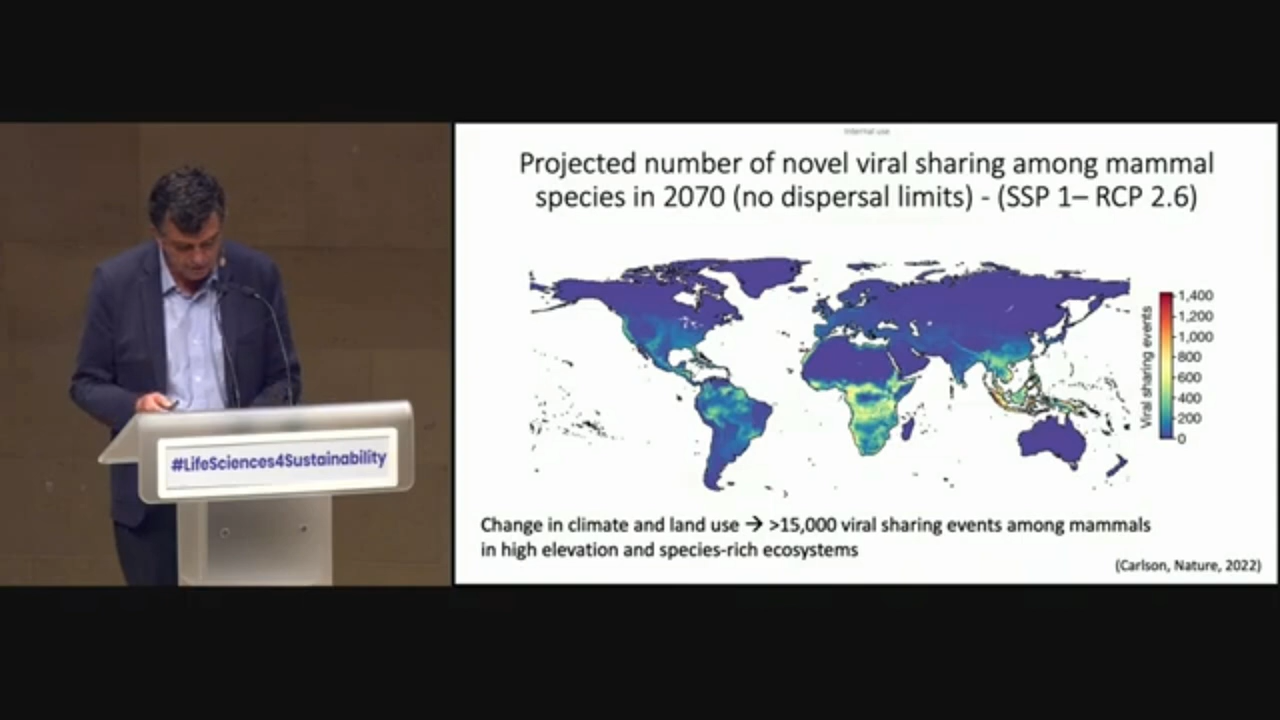 Internal use
Projected number of novel viral sharing among mammal
species in 2070 (no dispersal limits) - (SSP 1– RCP 2.6)
Viral sharing events
1,400
1,200
1,000
800
600
400
200
0
Change in climate and land use → >15,000 viral sharing events among mammals
in high elevation and species-rich ecosystems
(Carlson, Nature, 2022)
#LifeSciences4Sustainability